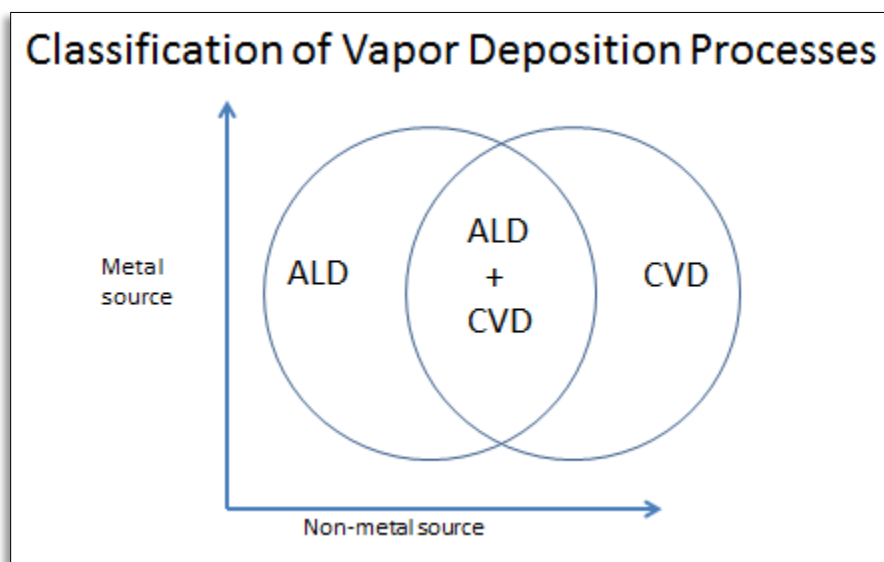 Classification of Vapor Deposition Processes
Metal
source
ALD
ALD
+
CVD
CVD
Non-metal source